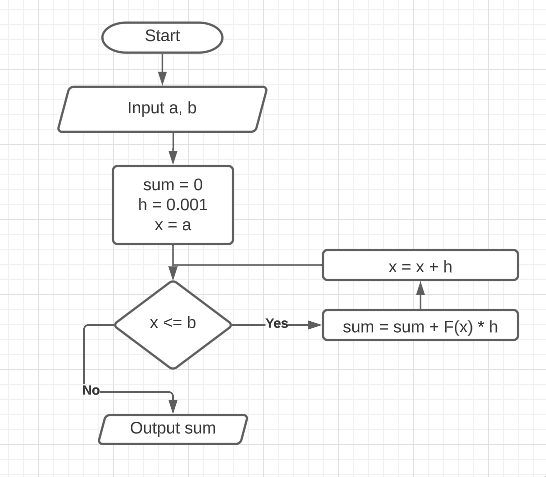 Start
Input a, b
sum = 0
h = 0.001
x = a
x = x + h
x <= b
Yes
sum = sum + F(x) * h
No
Output sum